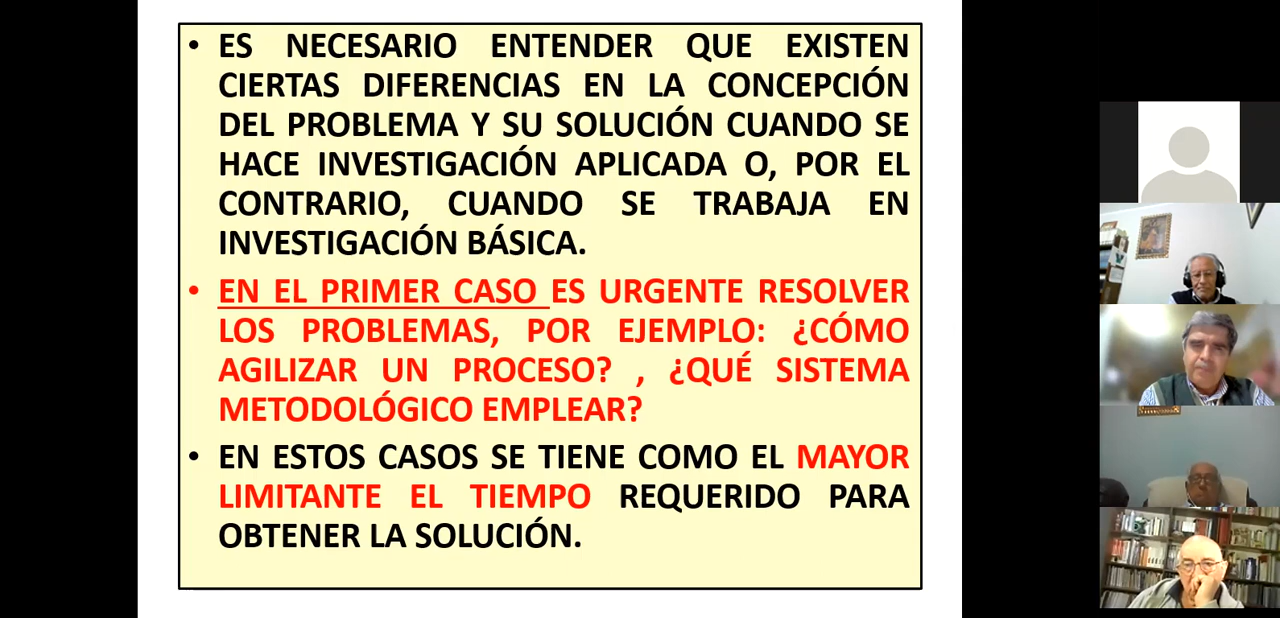 • ES NECESARIO ENTENDER QUE EXISTEN
CIERTAS DIFERENCIAS EN LA CONCEPCIÓN
DEL PROBLEMA Y SU SOLUCIÓN CUANDO SE
HACE INVESTIGACIÓN APLICADA O, POR EL
CONTRARIO, CUANDO SE TRABAJA EN
INVESTIGACIÓN BÁSICA.
• EN EL PRIMER CASO ES URGENTE RESOLVER
LOS PROBLEMAS, POR EJEMPLO: ¿CÓMO
AGILIZAR UN PROCESO? , ¿QUÉ SISTEMA
METODOLÓGICO EMPLEAR?
• EN ESTOS CASOS SE TIENE COMO EL MAYOR
LIMITANTE EL TIEMPO REQUERIDO PARA
OBTENER LA SOLUCIÓN.